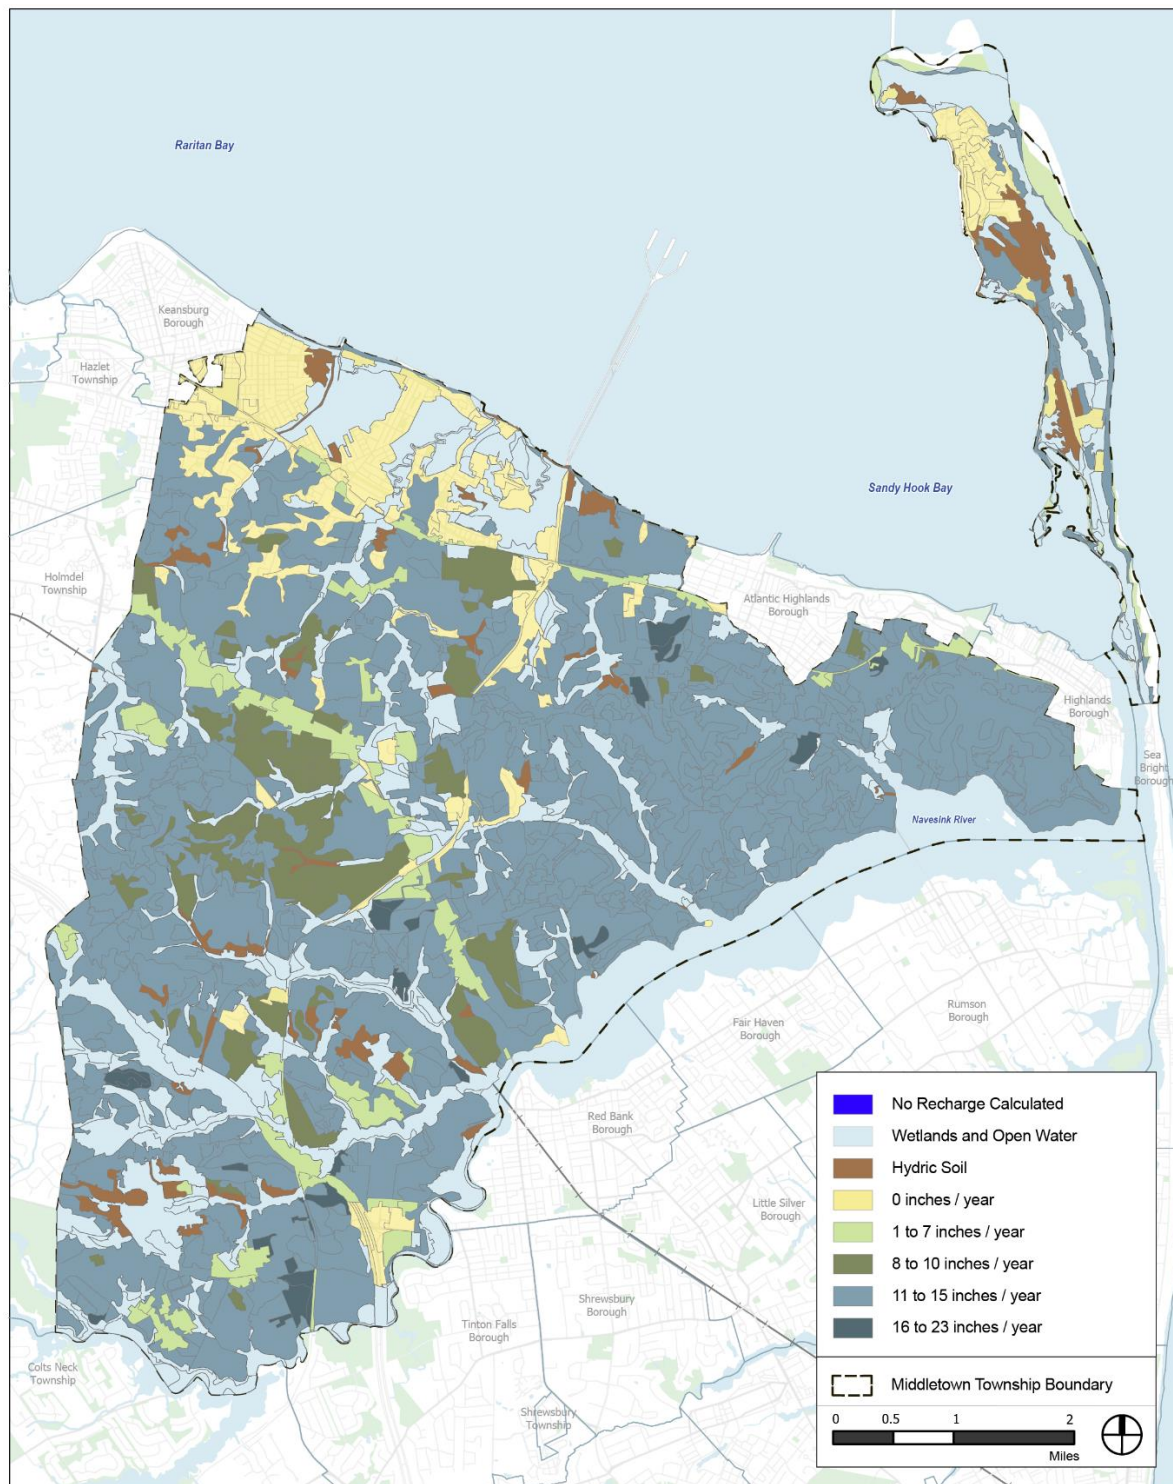 Raritan Bay
Keansburg
Borough
Hazlet
Township
Sandy Hook Bay
Holmdel
Township
Atlantic Highlands
Borough
Highlands
Borough
Sea
Bright
Borough
Navesink River
Rumson
Borough
Fair Haven
Borough
Red Bank
Borough
Little Silver
Borough
Shrewsbury
Borough
Tinton Falls
Borough
Colts Neck
Township
Shrewsbury
Township
No Recharge Calculated
Wetlands and Open Water
Hydric Soil
0 inches / year
1 to 7 inches / year
8 to 10 inches / year
11 to 15 inches / year
16 to 23 inches / year
Middletown Township Boundary
0 0.5 1 2
Miles